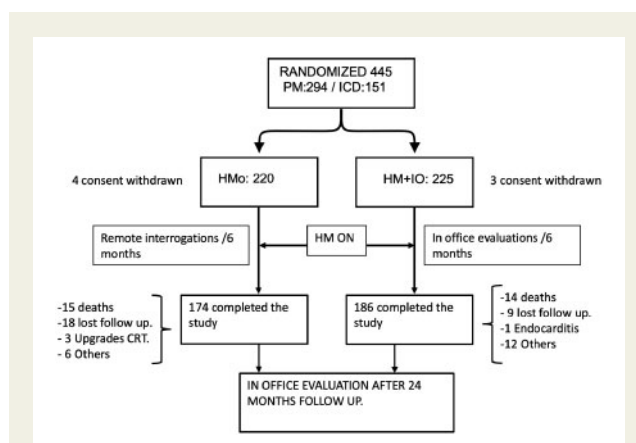 RANDOMIZED 445
PM:294 / ICD:151
4 consent withdrawn
HMo: 220
HM+IO: 225
3 consent withdrawn
Remote interrogations /6
months
HM ON
In office evaluations /6
months
-15 deaths
-18 lost follow up.
- 3 Upgrades CRT.
- 6 Others
174 completed the
study
186 completed the
study
-14 deaths
- 9 lost follow up.
-1 Endocarditis
-12 Others
IN OFFICE EVALUATION AFTER 24
MONTHS FOLLOW UP.